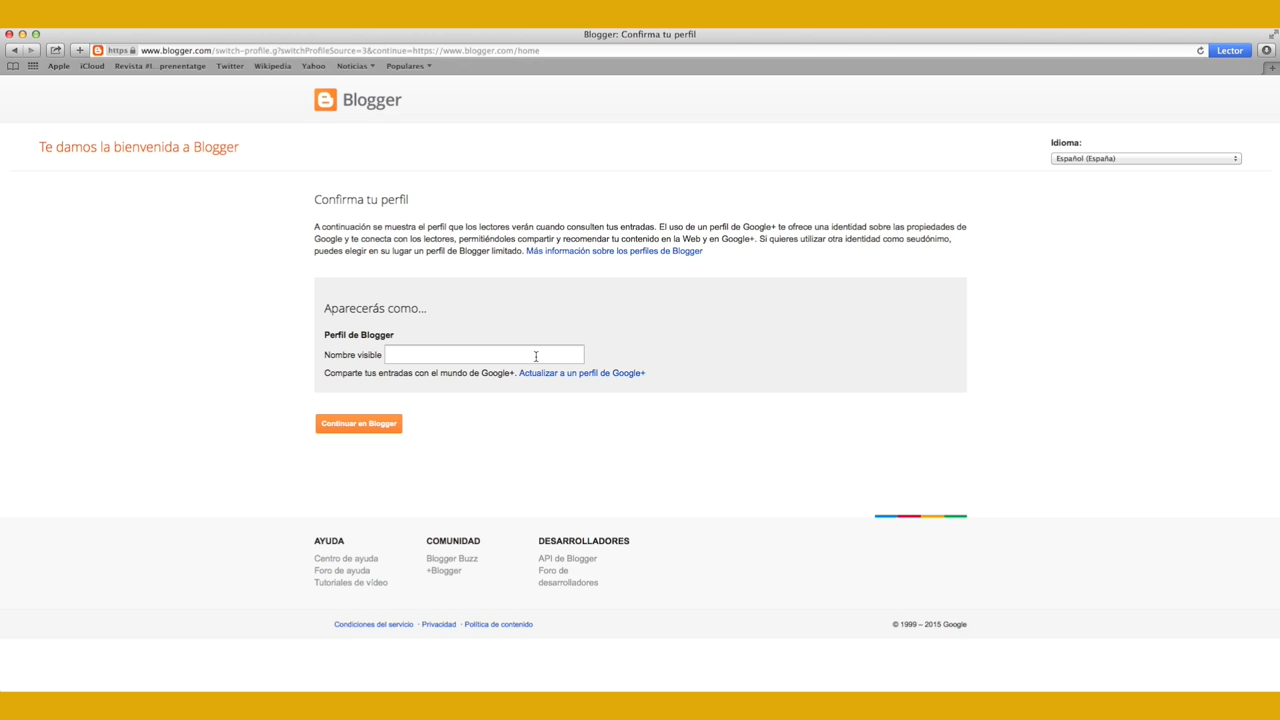 Blogger: Confirma tu perfil
https www.blogger.com/switch-profile.g?switchProfileSource=3&continue=https://www.blogger.com/home
Lector
Apple iCloud Revista #I...prenentatge Twitter Wikipedia Yahoo Noticias Populares
Blogger
Te damos la bienvenida a Blogger
Idioma:
Español (España)
Confirma tu perfil
A continuación se muestra el perfil que los lectores verán cuando consulten tus entradas. El uso de un perfil de Google+ te ofrece una identidad sobre las propiedades de
Google y te conecta con los lectores, permitiéndoles compartir y recomendar tu contenido en la Web y en Google+. Si quieres utilizar otra identidad como seudónimo,
puedes elegir en su lugar un perfil de Blogger limitado. Más información sobre los perfiles de Blogger
Aparecerás como...
Perfil de Blogger
Nombre visible
Comparte tus entradas con el mundo de Google+. Actualizar a un perfil de Google+
Continuar en Blogger
AYUDA COMUNIDAD DESARROLLADORES
Centro de ayuda Blogger Buzz API de Blogger
Foro de ayuda +Blogger Foro de
Tutoriales de vídeo desarrolladores
Condiciones del servicio · Privacidad · Política de contenido © 1999 – 2015 Google